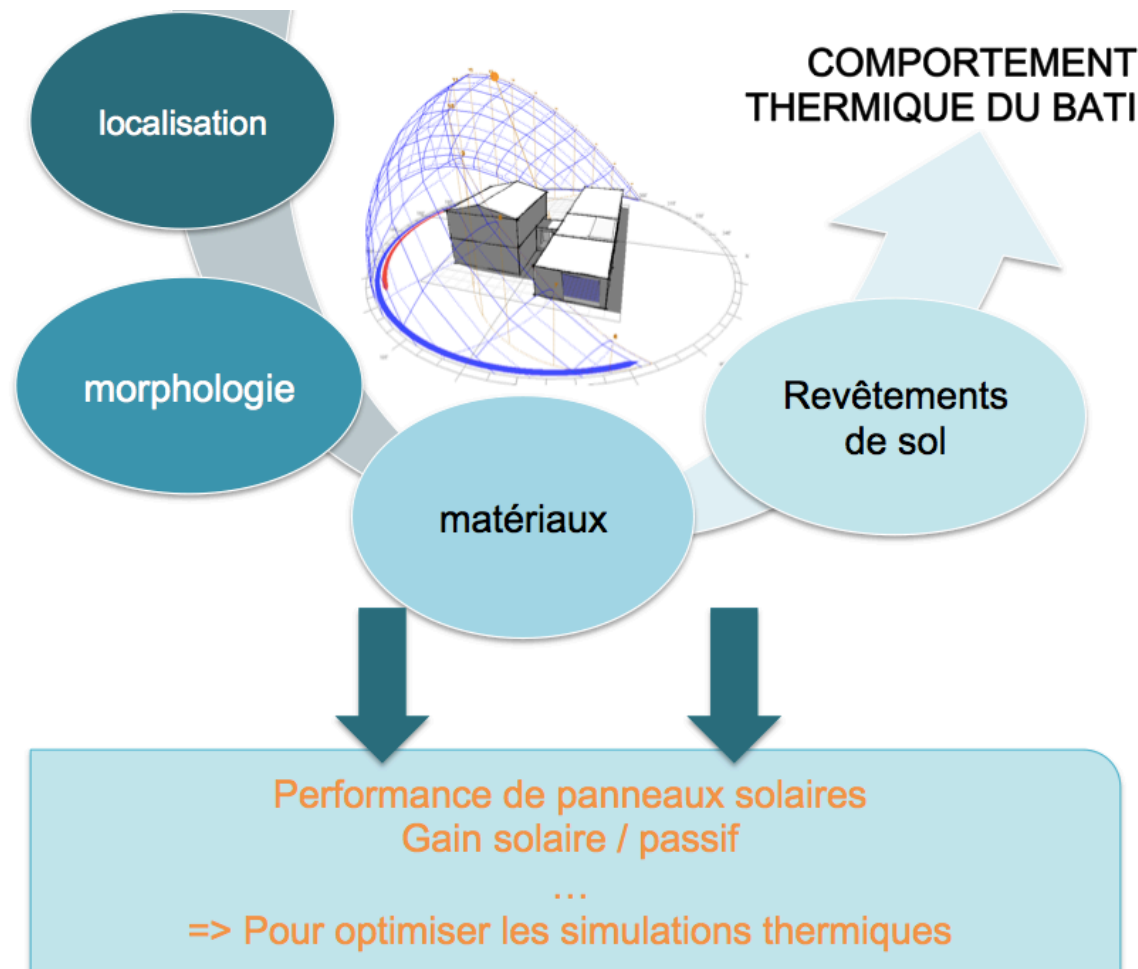 COMPORTEMENT
THERMIQUE DU BATI
localisation
morphologie
matériaux
Revêtements
de sol
Performance de panneaux solaires
Gain solaire / passif
…
=> Pour optimiser les simulations thermiques